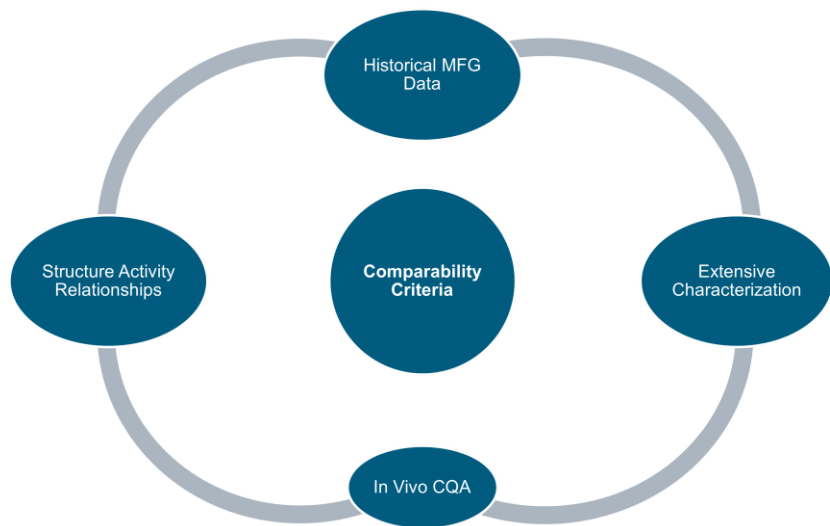 Historical MFG
Data
Structure Activity
Relationships
Comparability
Criteria
Extensive
Characterization
In Vivo CQA